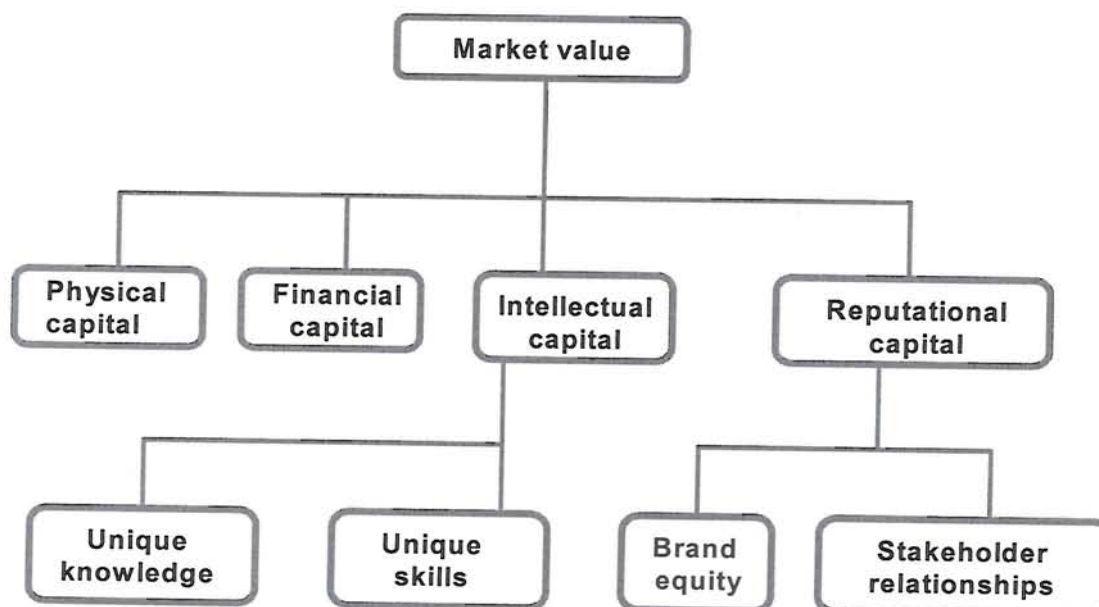 Market value
Physical
capital
Financial
capital
Intellectual
capital
Reputational
capital
Unique
knowledge
Unique
skills
Brand
equity
Stakeholder
relationships